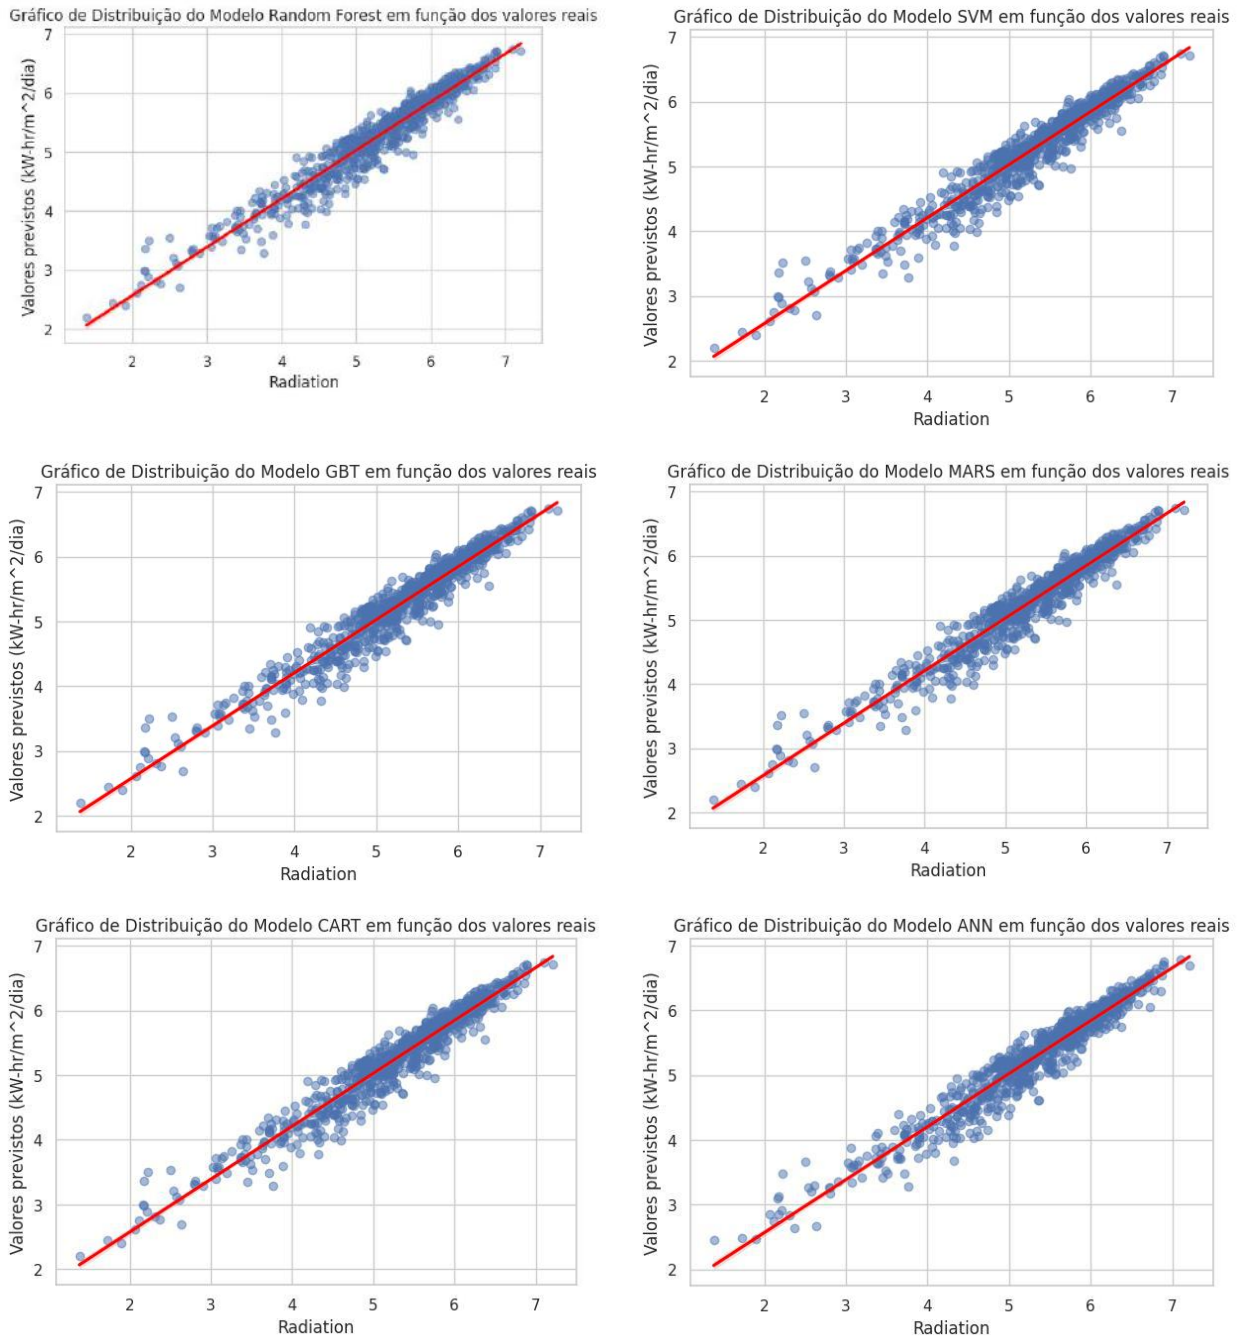 Gráfico de Distribuição do Modelo Random Forest em função dos valores reais
Valores previstos (kW-hr/m^2/dia)
7
6
5
4
3
2
2 3 4 5 6 7
Radiation
Gráfico de Distribuição do Modelo SVM em função dos valores reais
Valores previstos (kW-hr/m^2/dia)
7
6
5
4
3
2
2 3 4 5 6 7
Radiation
Gráfico de Distribuição do Modelo GBT em função dos valores reais
Valores previstos (kW-hr/m^2/dia)
7
6
5
4
3
2
2 3 4 5 6 7
Radiation
Gráfico de Distribuição do Modelo MARS em função dos valores reais
Valores previstos (kW-hr/m^2/dia)
7
6
5
4
3
2
2 3 4 5 6 7
Radiation
Gráfico de Distribuição do Modelo CART em função dos valores reais
Valores previstos (kW-hr/m^2/dia)
7
6
5
4
3
2
2 3 4 5 6 7
Radiation
Gráfico de Distribuição do Modelo ANN em função dos valores reais
Valores previstos (kW-hr/m^2/dia)
7
6
5
4
3
2
2 3 4 5 6 7
Radiation